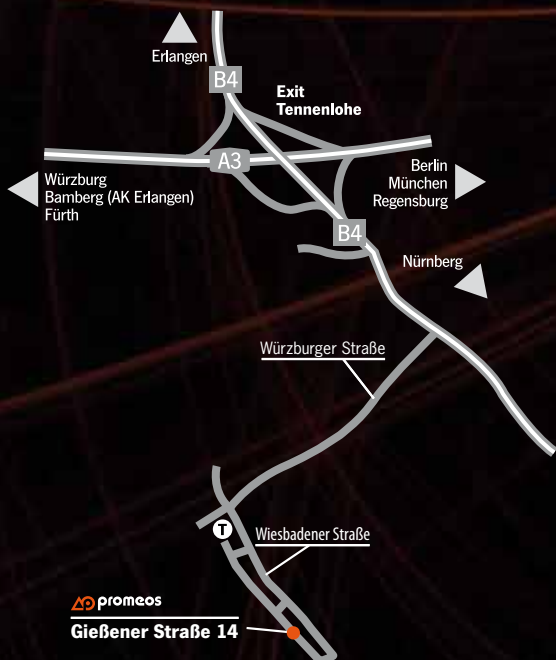 Erlangen
B4
Exit
Tennenlohe
A3
Würzburg
Bamberg (AK Erlangen)
Fürth
Berlin
München
Regensburg
B4
Nürnberg
Würzburger Straße
T
Wiesbadener Straße
promeos
Gießener Straße 14